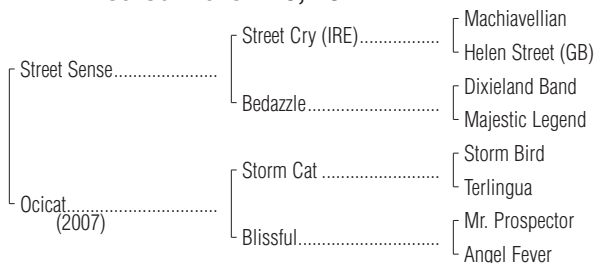 Machiavellian
Street Cry (IRE)................... 
Helen Street (GB)
Street Sense.........................
Dixieland Band
Bedazzle...............................
Majestic Legend
Storm Bird
Storm Cat ............................
Terlingua
Ocicat....................................
(2007)
Mr. Prospector
Blissful.................................
Angel Fever